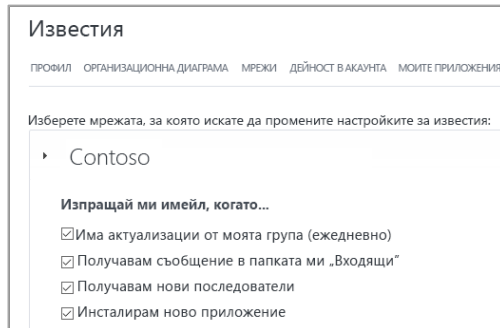 Известия
ПРОФИЛ ОРГАНИЗАЦИОННА ДИАГРАМА МРЕЖИ ДЕЙНОСТ В АКАУНТА МОИТЕ ПРИЛОЖЕНИЯ
Изберете мрежата, за която искате да промените настройките за известия:
Contoso
Изпращай ми имейл, когато...
Има актуализации от моята група (ежедневно)
Получавам съобщение в папката ми „Входящи“
Получавам нови последователи
Инсталирам ново приложение